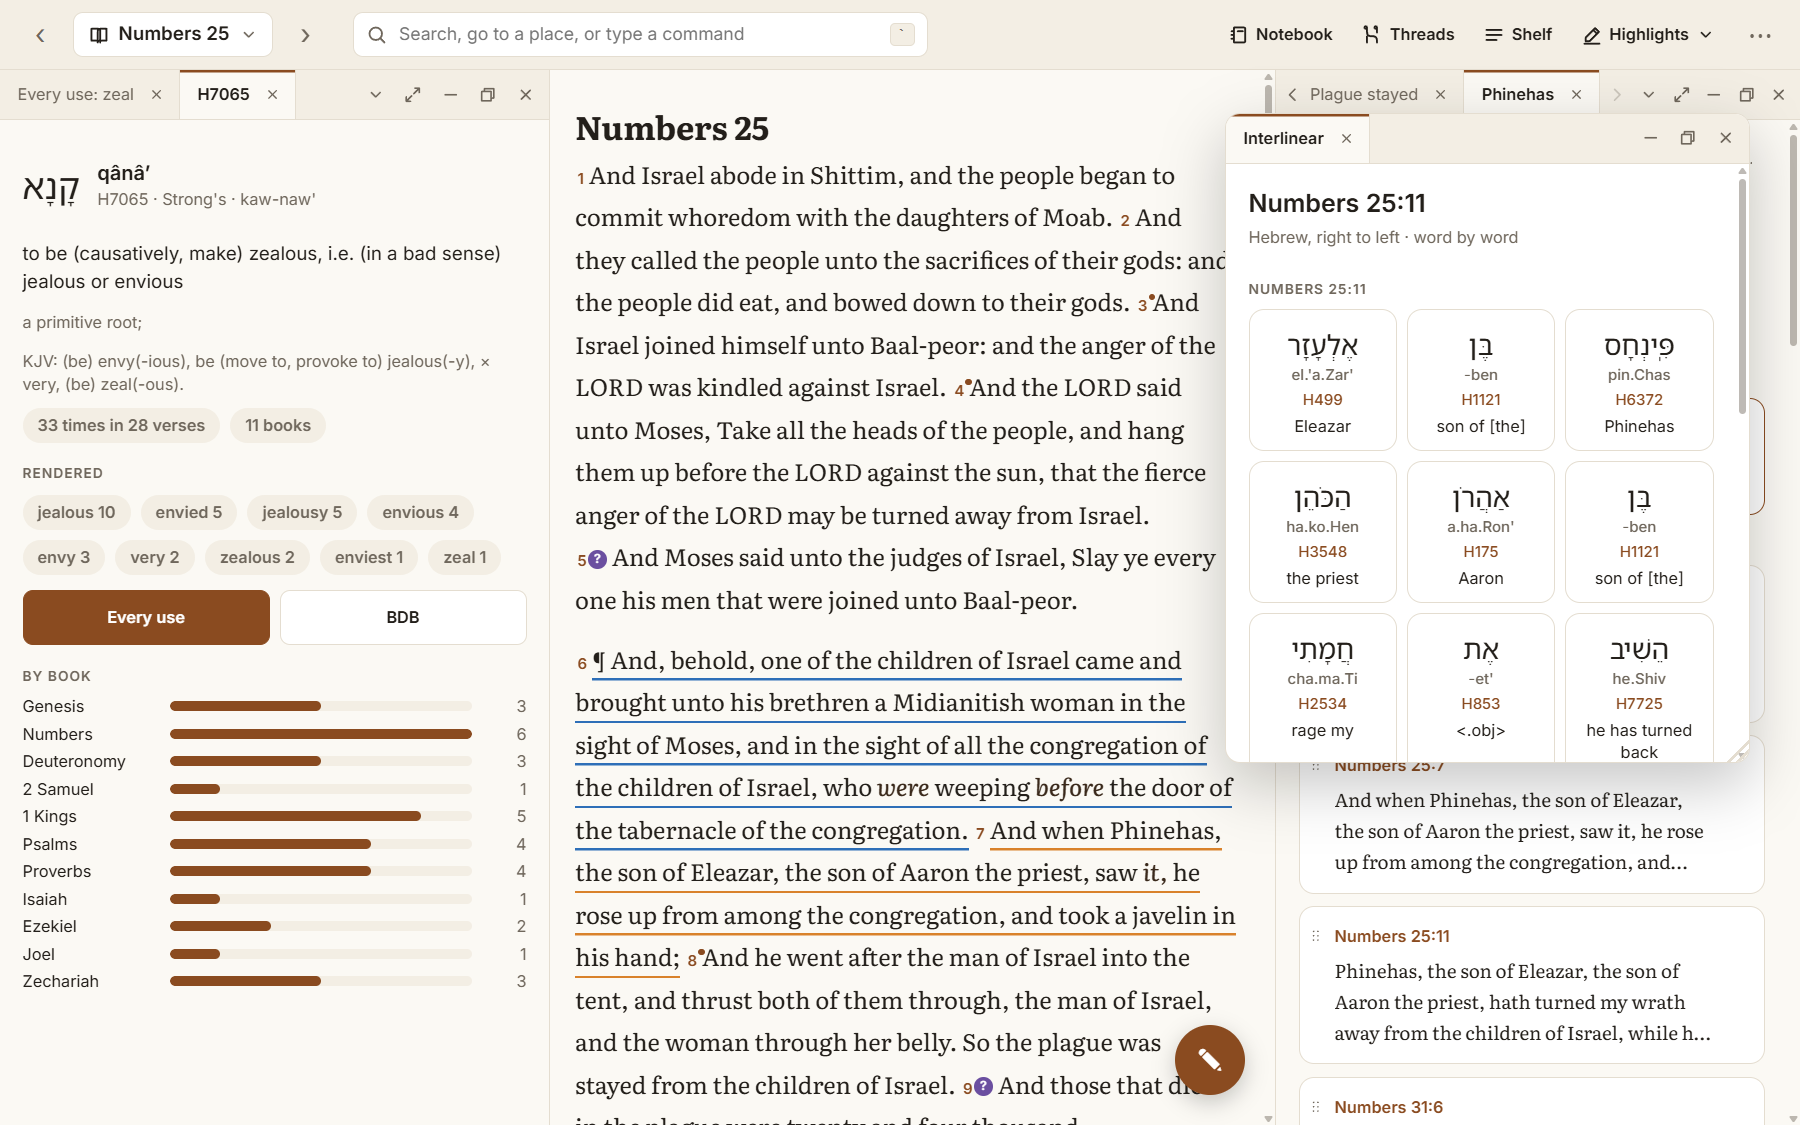 Numbers 25
Search, go to a place, or type a command
`
Notebook
Threads
Shelf
Highlights
Every use: zeal
H7065
קָנָא
qânâʼ
H7065 · Strong's · kaw-naw'
to be (causatively, make) zealous, i.e. (in a bad sense)
jealous or envious
a primitive root;
KJV: (be) envy(-ious), be (move to, provoke to) jealous(-y), ×
very, (be) zeal(-ous).
33 times in 28 verses
11 books
RENDERED
jealous 10
envied 5
jealousy 5
envious 4
envy 3
very 2
zealous 2
enviest 1
zeal 1
Every use
BDB
BY BOOK
Genesis 3
Numbers 6
Deuteronomy 3
2 Samuel 1
1 Kings 5
Psalms 4
Proverbs 4
Isaiah 1
Ezekiel 2
Joel 1
Zechariah 3
Numbers 25
1 And Israel abode in Shittim, and the people began to
commit whoredom with the daughters of Moab. 2 And
they called the people unto the sacrifices of their gods: and
the people did eat, and bowed down to their gods. 3 And
Israel joined himself unto Baal-peor: and the anger of the
LORD was kindled against Israel. 4 And the LORD said
unto Moses, Take all the heads of the people, and hang
them up before the LORD against the sun, that the fierce
anger of the LORD may be turned away from Israel.
5 ? And Moses said unto the judges of Israel, Slay ye every
one his men that were joined unto Baal-peor.
6 ¶ And, behold, one of the children of Israel came and
brought unto his brethren a Midianitish woman in the
sight of Moses, and in the sight of all the congregation of
the children of Israel, who were weeping before the door of
the tabernacle of the congregation. 7 And when Phinehas,
the son of Eleazar, the son of Aaron the priest, saw it, he
rose up from among the congregation, and took a javelin in
his hand; 8 And he went after the man of Israel into the
tent, and thrust both of them through, the man of Israel,
and the woman through her belly. So the plague was
stayed from the children of Israel. 9 ? And those that
in the plague were twenty and four thousand.
Plague stayed
Phinehas
Interlinear
Numbers 25:11
Hebrew, right to left · word by word
NUMBERS 25:11
פִּֽינְחָס
pin.Chas
H6372
Phinehas
בֶּן
-ben
H1121
son of [the]
אֶלְעָזָר
el.'a.Zar'
H499
Eleazar
בֶּן
-ben
H1121
son of [the]
אַהֲרֹן
a.ha.Ron'
H175
Aaron
הַכֹּהֵן
ha.ko.Hen
H3548
the priest
הֵשִׁיב
he.Shiv
H7725
he has turned
back
אֶת
-et'
H853
<.obj>
חֲמָתִי
cha.ma.Ti
H2534
rage my
Numbers 25:7
And when Phinehas, the son of Eleazar,
the son of Aaron the priest, saw it, he rose
up from among the congregation, and…
Numbers 25:11
Phinehas, the son of Eleazar, the son of
Aaron the priest, hath turned my wrath
away from the children of Israel, while h…
Numbers 31:6